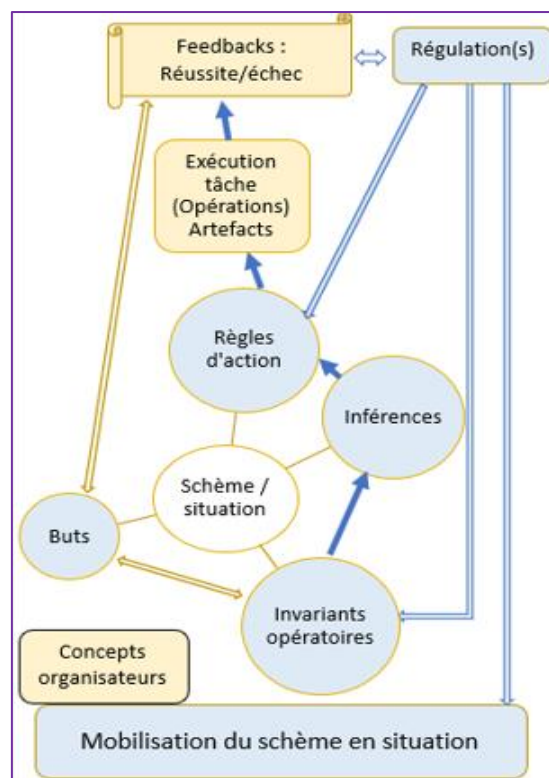 Feedbacks :
Réussite/échec
Régulation(s)
Exécution
tâche
(Opérations)
Artefacts
Règles
d'action
Inférences
Schème /
situation
Buts
Invariants
opératoires
Concepts
organisateurs
Mobilisation du schème en situation